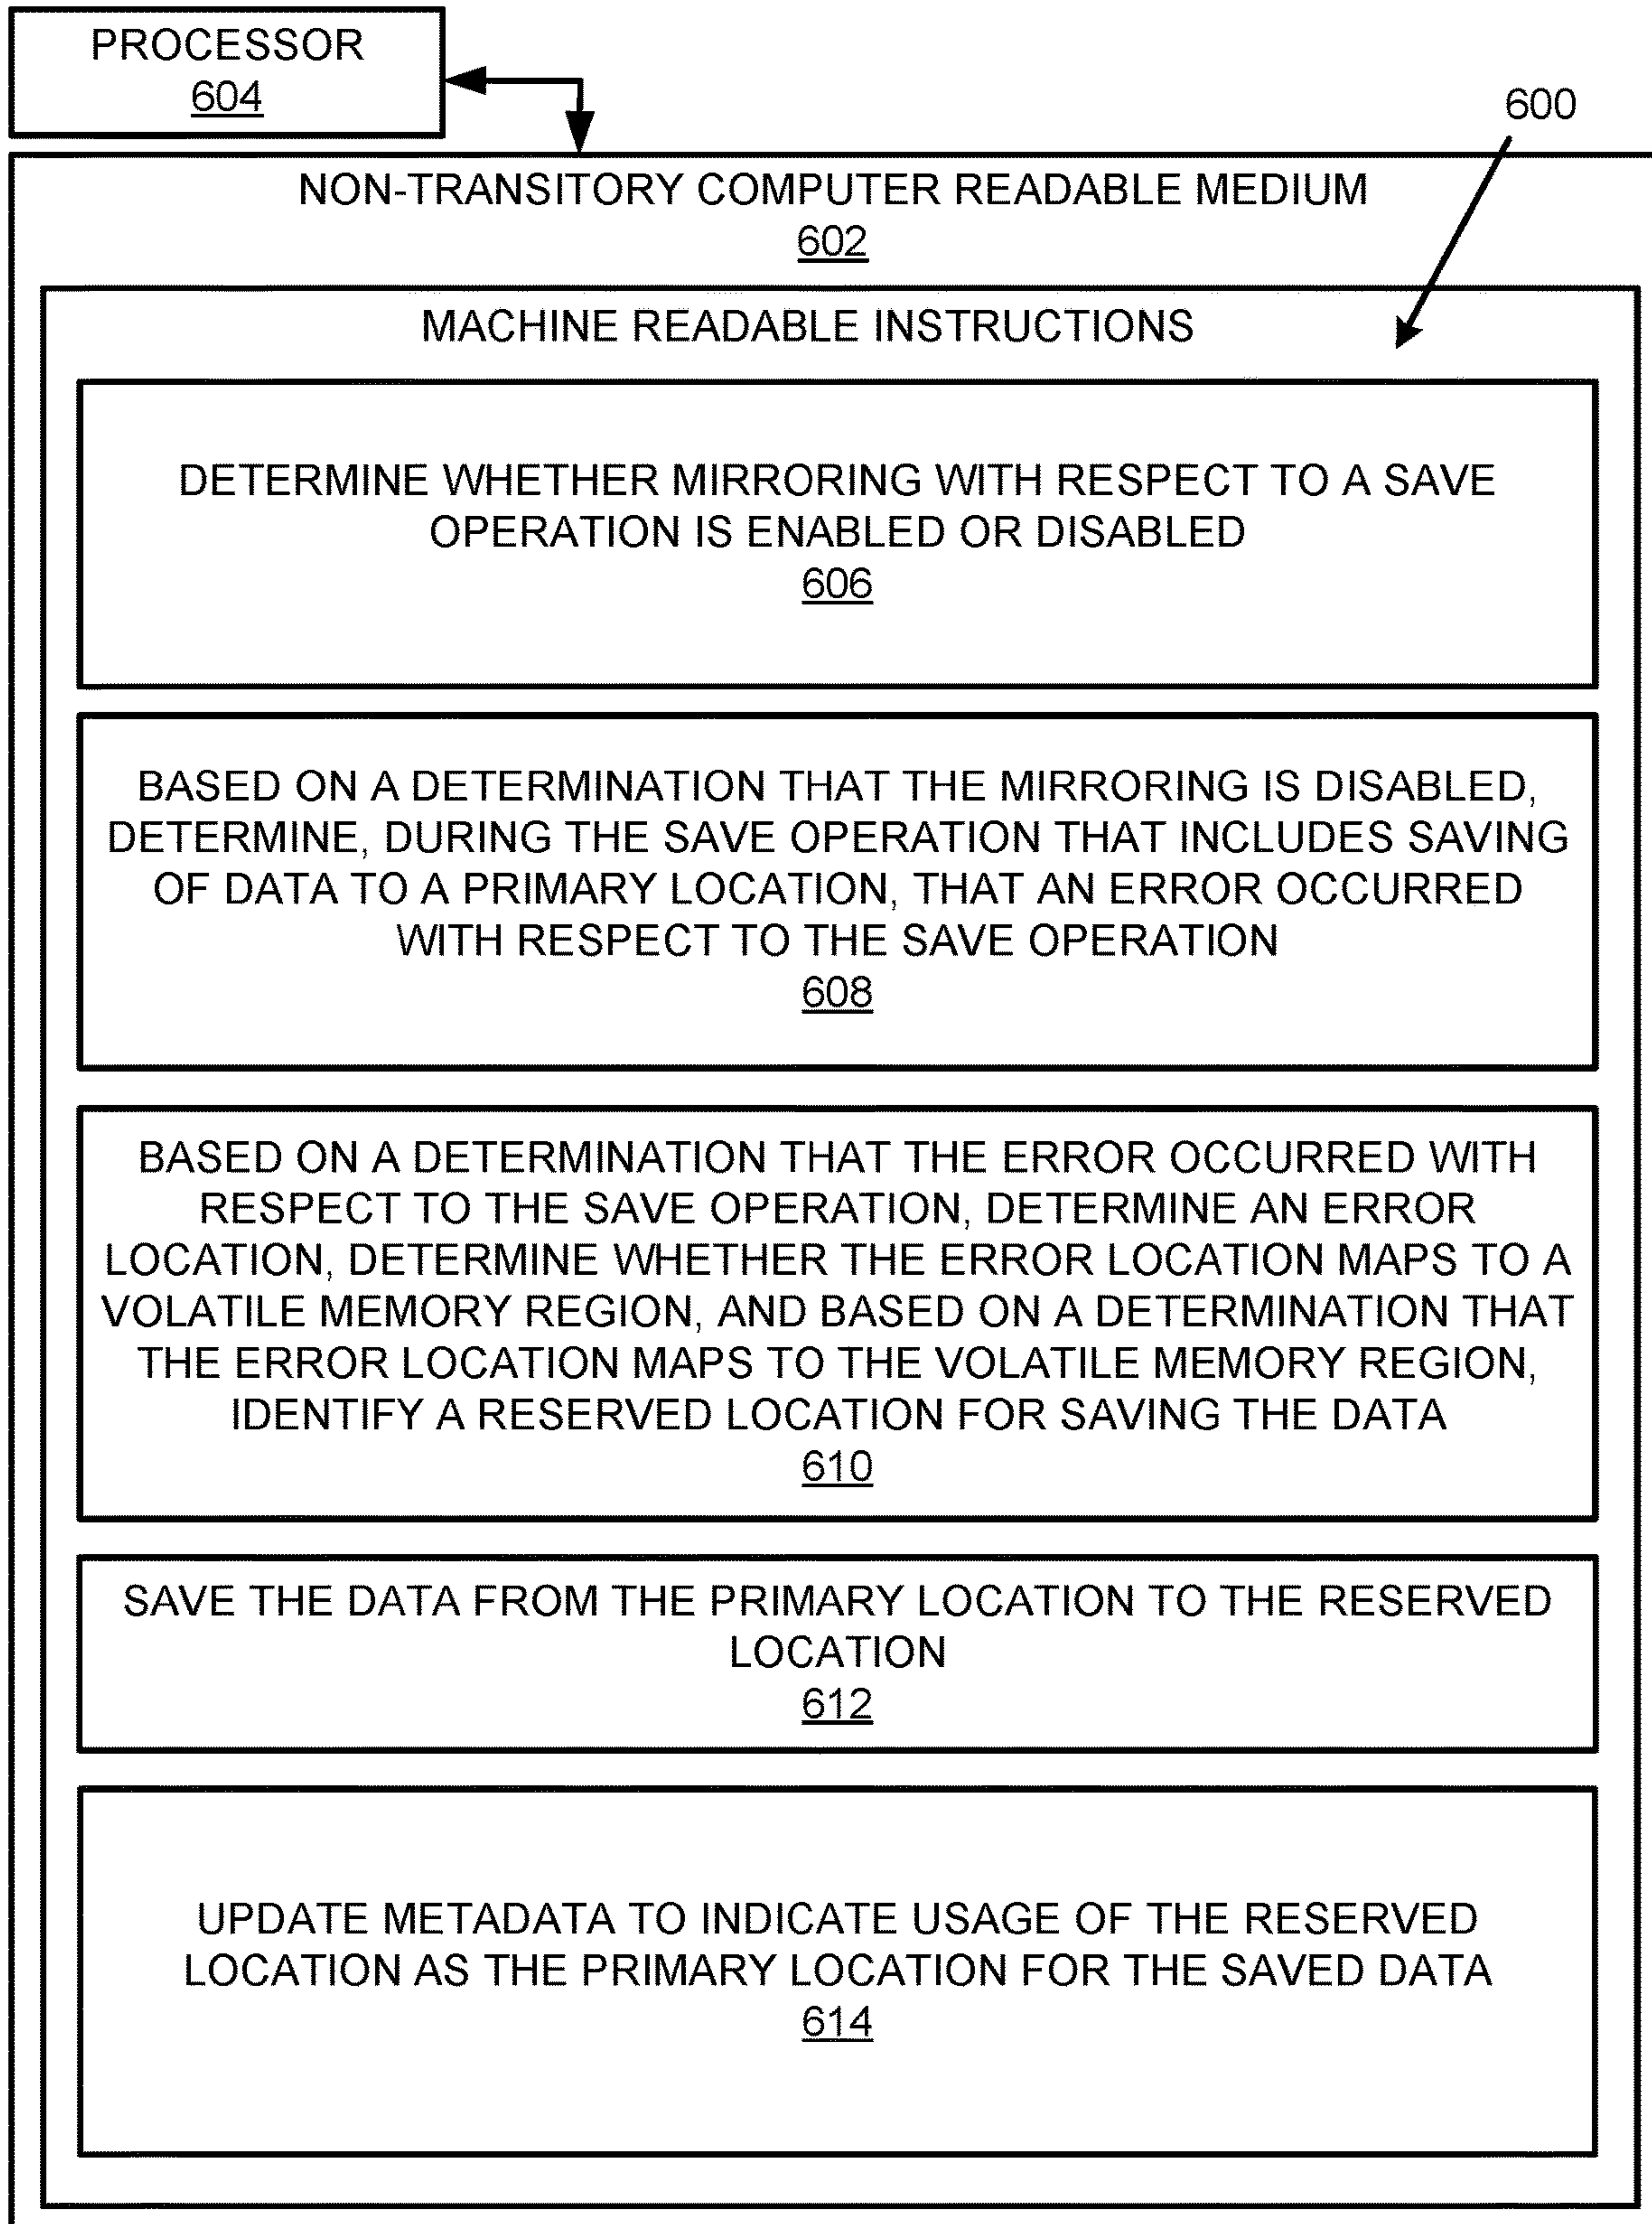 PROCESSOR
604
600
NON-TRANSITORY COMPUTER READABLE MEDIUM
602
MACHINE READABLE INSTRUCTIONS
DETERMINE WHETHER MIRRORING WITH RESPECT TO A SAVE
OPERATION IS ENABLED OR DISABLED
606
BASED ON A DETERMINATION THAT THE MIRRORING IS DISABLED,
DETERMINE, DURING THE SAVE OPERATION THAT INCLUDES SAVING
OF DATA TO A PRIMARY LOCATION, THAT AN ERROR OCCURRED
WITH RESPECT TO THE SAVE OPERATION
608
BASED ON A DETERMINATION THAT THE ERROR OCCURRED WITH
RESPECT TO THE SAVE OPERATION, DETERMINE AN ERROR
LOCATION, DETERMINE WHETHER THE ERROR LOCATION MAPS TO A
VOLATILE MEMORY REGION, AND BASED ON A DETERMINATION THAT
THE ERROR LOCATION MAPS TO THE VOLATILE MEMORY REGION,
IDENTIFY A RESERVED LOCATION FOR SAVING THE DATA
610
SAVE THE DATA FROM THE PRIMARY LOCATION TO THE RESERVED
LOCATION
612
UPDATE METADATA TO INDICATE USAGE OF THE RESERVED
LOCATION AS THE PRIMARY LOCATION FOR THE SAVED DATA
614